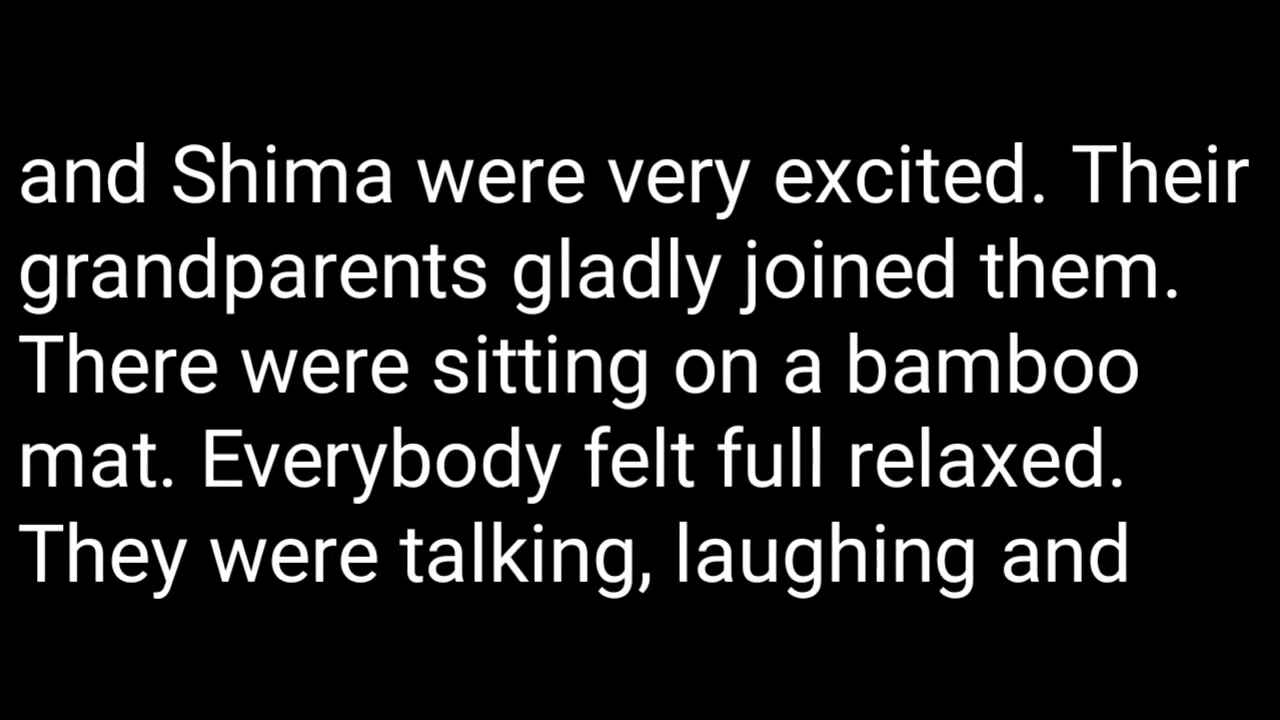 and Shima were very excited. Their
grandparents gladly joined them.
There were sitting on a bamboo
mat. Everybody felt full relaxed.
They were talking, laughing and